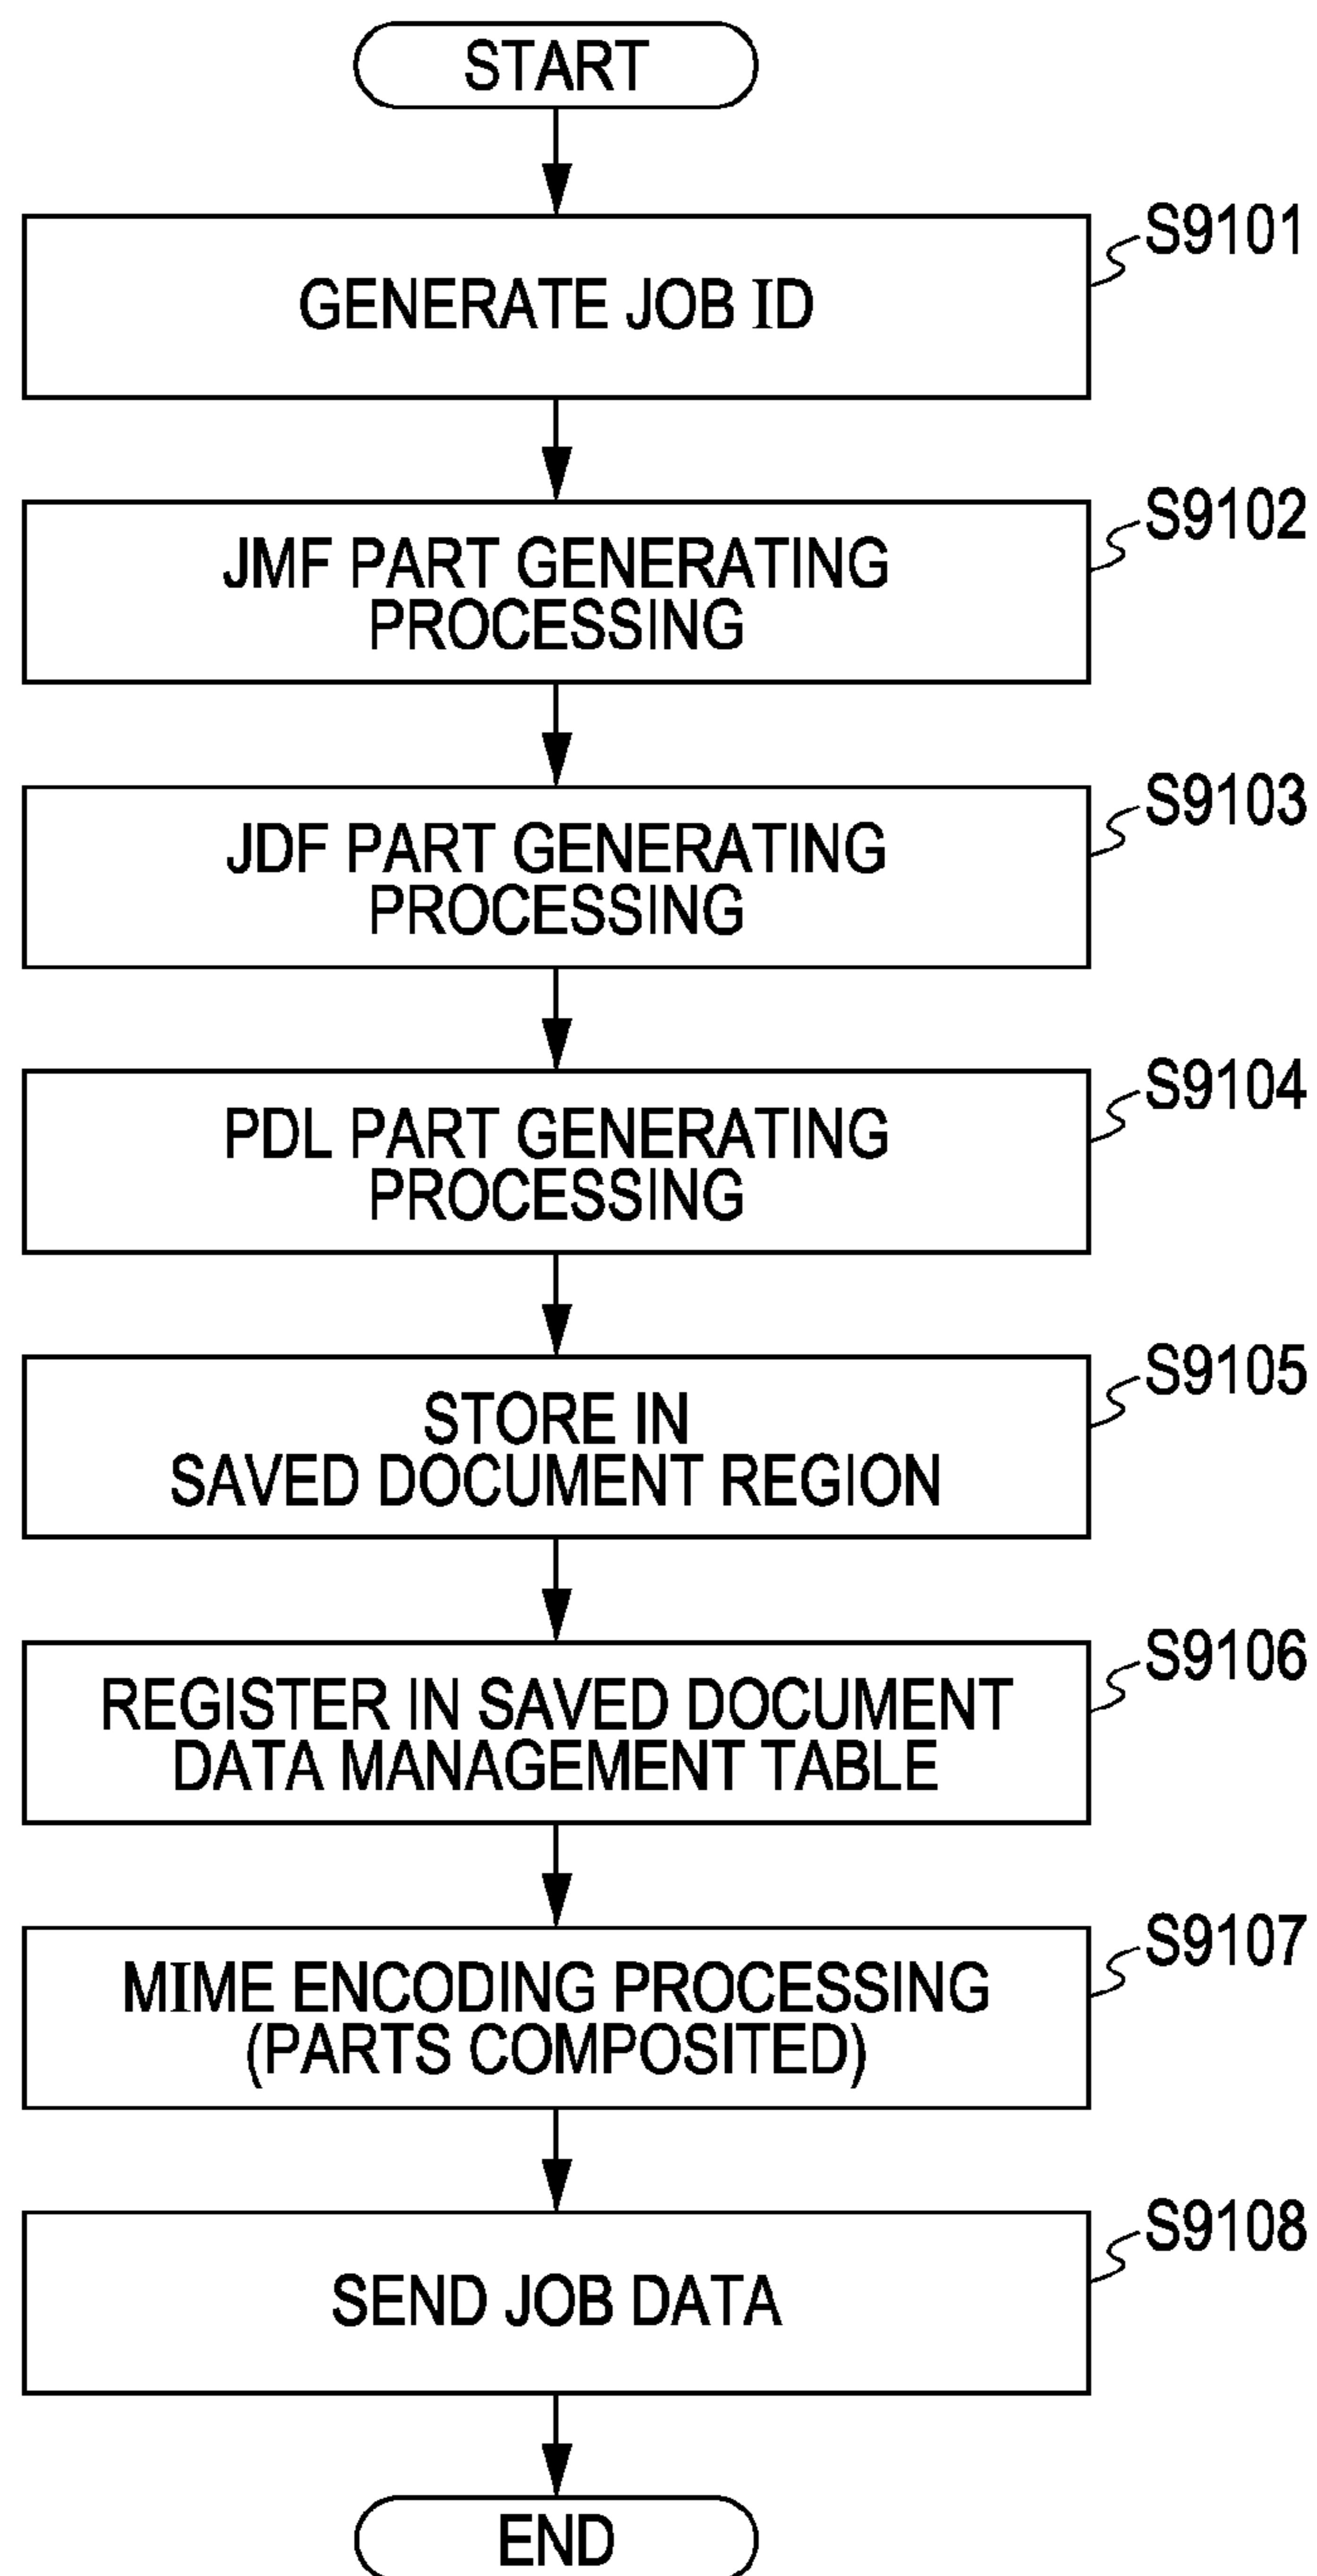 START
S9101
GENERATE JOB ID
S9102
JMF PART GENERATING
PROCESSING
S9103
JDF PART GENERATING
PROCESSING
S9104
PDL PART GENERATING
PROCESSING
S9105
STORE IN
SAVED DOCUMENT REGION
S9106
REGISTER IN SAVED DOCUMENT
DATA MANAGEMENT TABLE
S9107
MIME ENCODING PROCESSING
(PARTS COMPOSITED)
S9108
SEND JOB DATA
END